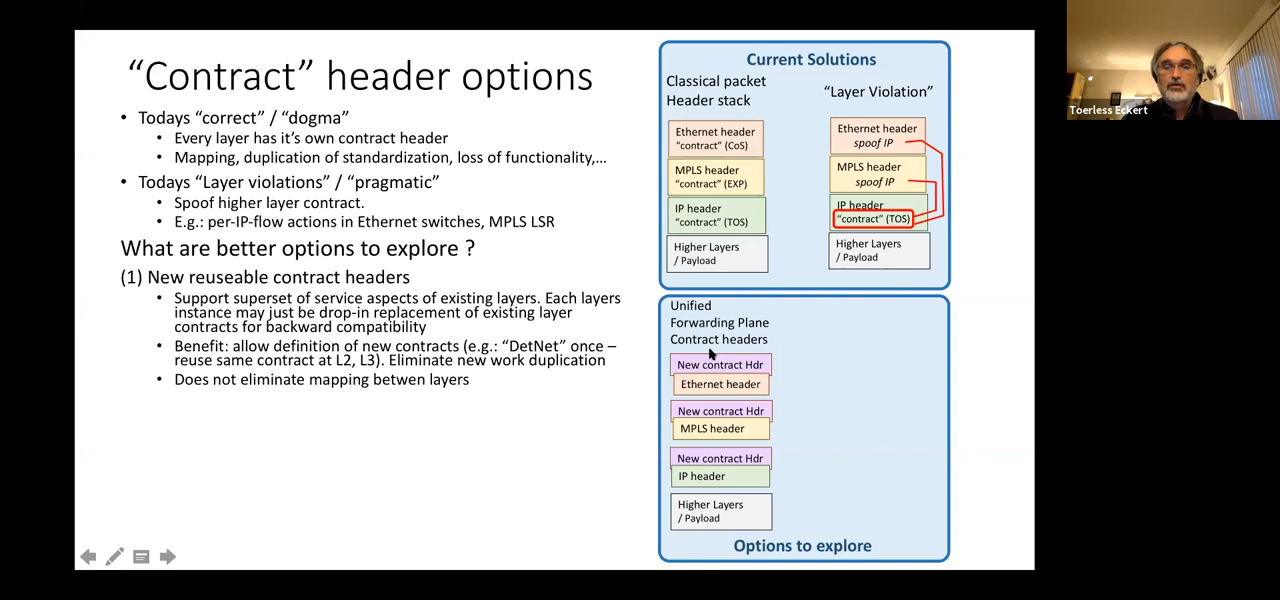 “Contract” header options
• Todays “correct” / “dogma”
• Every layer has it’s own contract header
• Mapping, duplication of standardization, loss of functionality,...
• Todays “Layer violations” / “pragmatic”
• Spoof higher layer contract.
• E.g.: per-IP-flow actions in Ethernet switches, MPLS LSR
What are better options to explore ?
(1) New reuseable contract headers
• Support superset of service aspects of existing layers. Each layers
instance may just be drop-in replacement of existing layer
contracts for backward compatibility
• Benefit: allow definition of new contracts (e.g.: “DetNet” once –
reuse same contract at L2, L3). Eliminate new work duplication
• Does not eliminate mapping betwen layers
Current Solutions
Classical packet
Header stack
Ethernet header
“contract” (CoS)
MPLS header
“contract” (EXP)
IP header
“contract” (TOS)
Higher Layers
/ Payload
“Layer Violation”
Ethernet header
spoof IP
MPLS header
spoof IP
IP header
“contract” (TOS)
Higher Layers
/ Payload
Unified
Forwarding Plane
Contract headers
New contract Hdr
Ethernet header
New contract Hdr
MPLS header
New contract Hdr
IP header
Higher Layers
/ Payload
Options to explore
Toerless Eckert